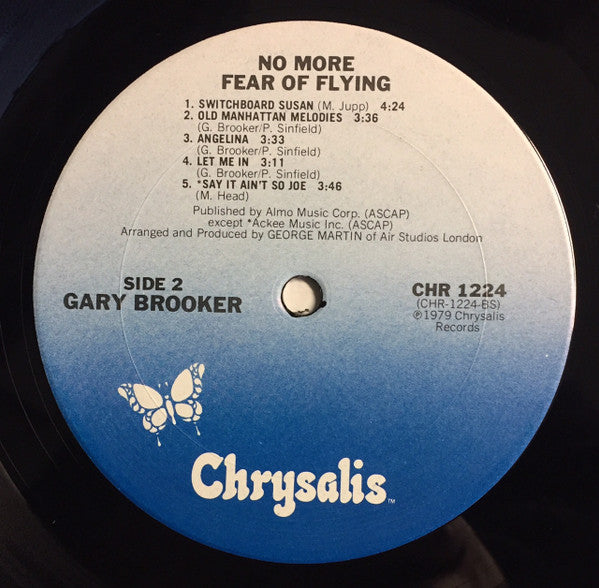 NO MORE
FEAR OF FLYING
1. SWITCHBOARD SUSAN (M. Jupp) 4:24
2. OLD MANHATTAN MELODIES 3:36
(G. Brooker/P. Sinfield)
3. ANGELINA 3:33
(G. Brooker/P. Sinfield)
4. LET ME IN 3:11
(G. Brooker/P. Sinfield)
5. *SAY IT AIN'T SO JOE 3:46
(M. Head)
Published by Almo Music Corp. (ASCAP)
except *Ackee Music Inc. (ASCAP)
Arranged and Produced by GEORGE MARTIN of Air Studios London
SIDE 2
GARY BROOKER
CHR 1224
(CHR-1224-BS)
℗1979 Chrysalis
Records
Chrysalis™